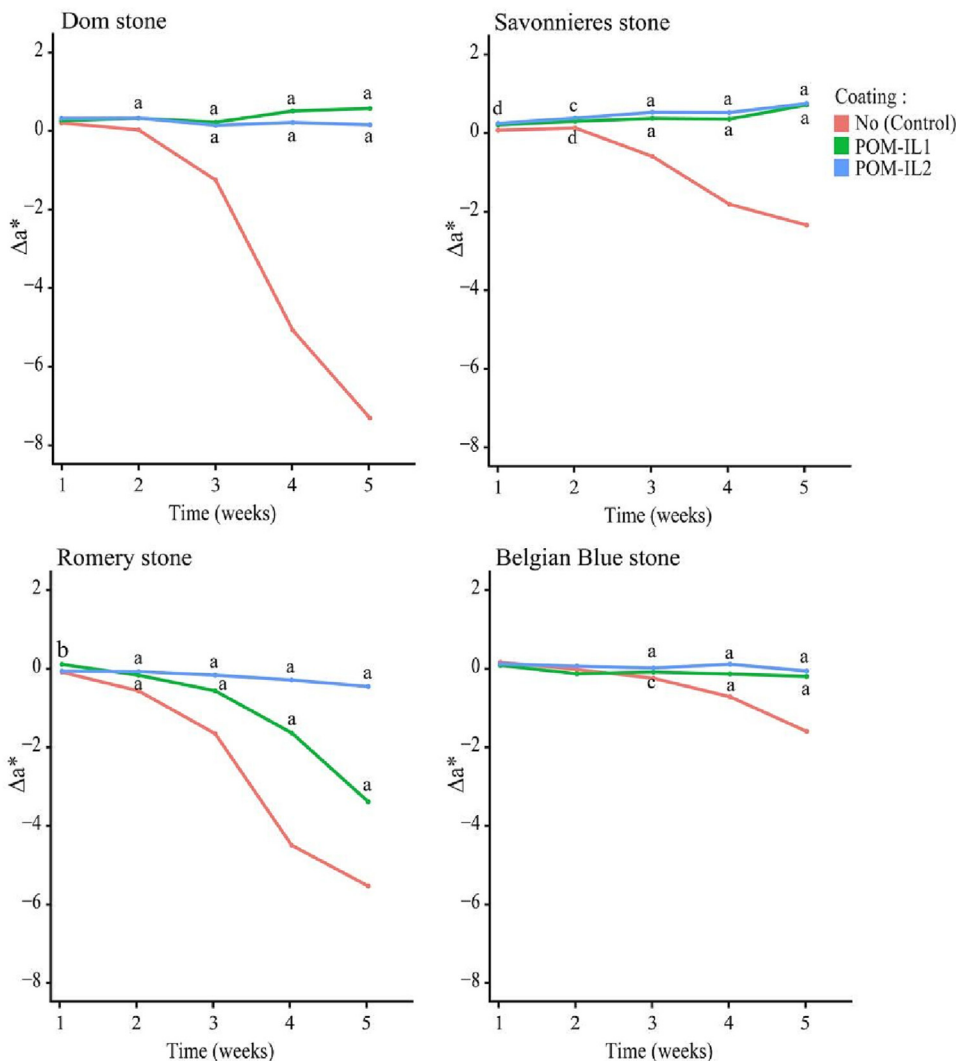 Dom stone
2
0
−2
−4
−6
−8
Δa*
a
a
a
a
a
a
a
1 2 3 4 5
Time (weeks)
Savonnieres stone
2
0
−2
−4
−6
−8
Δa*
d
c
a
a
a
d
a
a
a
1 2 3 4 5
Time (weeks)
Coating :
No (Control)
POM-IL1
POM-IL2
Romery stone
2
0
−2
−4
−6
−8
Δa*
b
a
a
a
a
a
a
a
a
1 2 3 4 5
Time (weeks)
Belgian Blue stone
2
0
−2
−4
−6
−8
Δa*
a
a
a
c
a
a
1 2 3 4 5
Time (weeks)